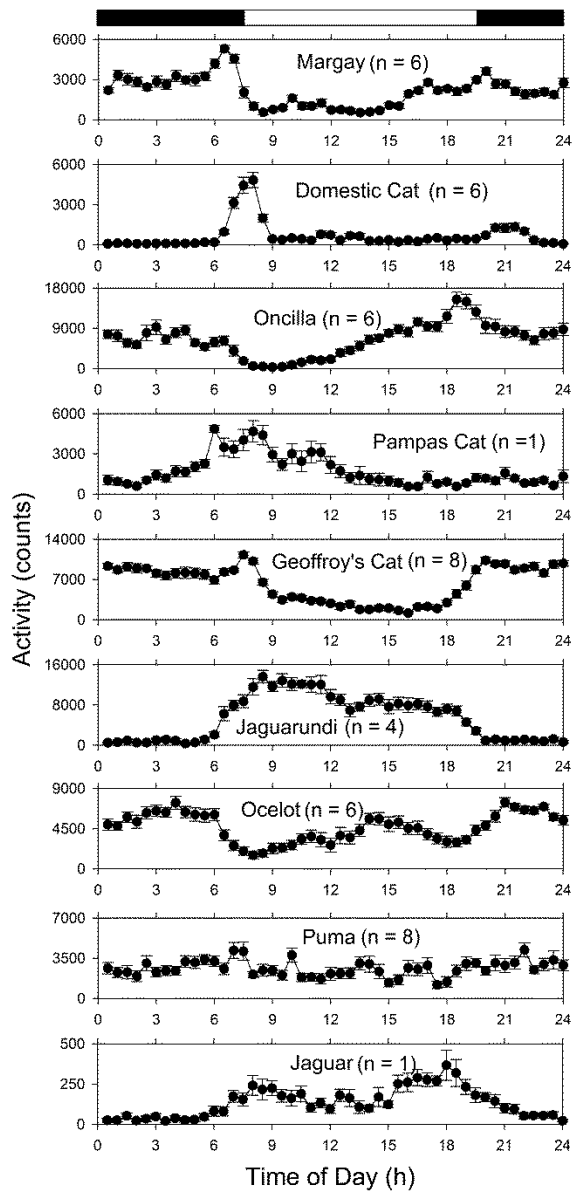 6000
Margay (n = 6)
3000
0
0 3 6 9 12 15 18 21 24
6000
Domestic Cat (n = 6)
3000
0
0 3 6 9 12 15 18 21 24
18000
Oncilla (n = 6)
9000
0
0 3 6 9 12 15 18 21 24
6000
Pampas Cat (n =1)
3000
0
0 3 6 9 12 15 18 21 24
Activity (counts)
14000
Geoffroy's Cat (n = 8)
7000
0
0 3 6 9 12 15 18 21 24
16000
8000
Jaguarundi (n = 4)
0
0 3 6 9 12 15 18 21 24
9000
Ocelot (n = 6)
4500
0
0 3 6 9 12 15 18 21 24
7000
Puma (n = 8)
3500
0
0 3 6 9 12 15 18 21 24
500
Jaguar (n = 1)
250
0
0 3 6 9 12 15 18 21 24
Time of Day (h)